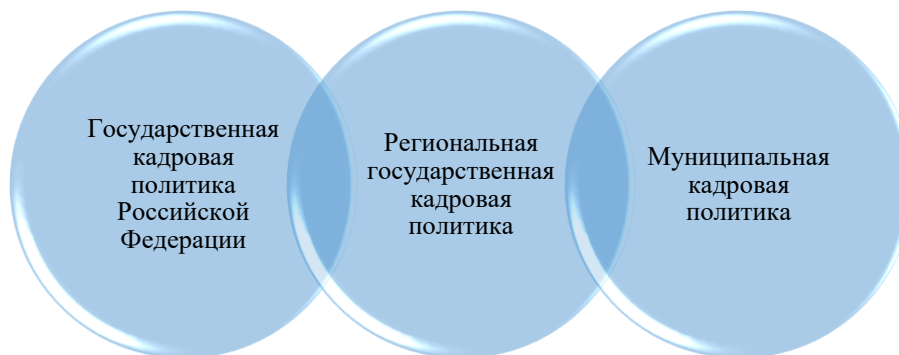 Государственная
кадровая
политика
Российской
Федерации
Региональная
государственная
кадровая
политика
Муниципальная
кадровая
политика